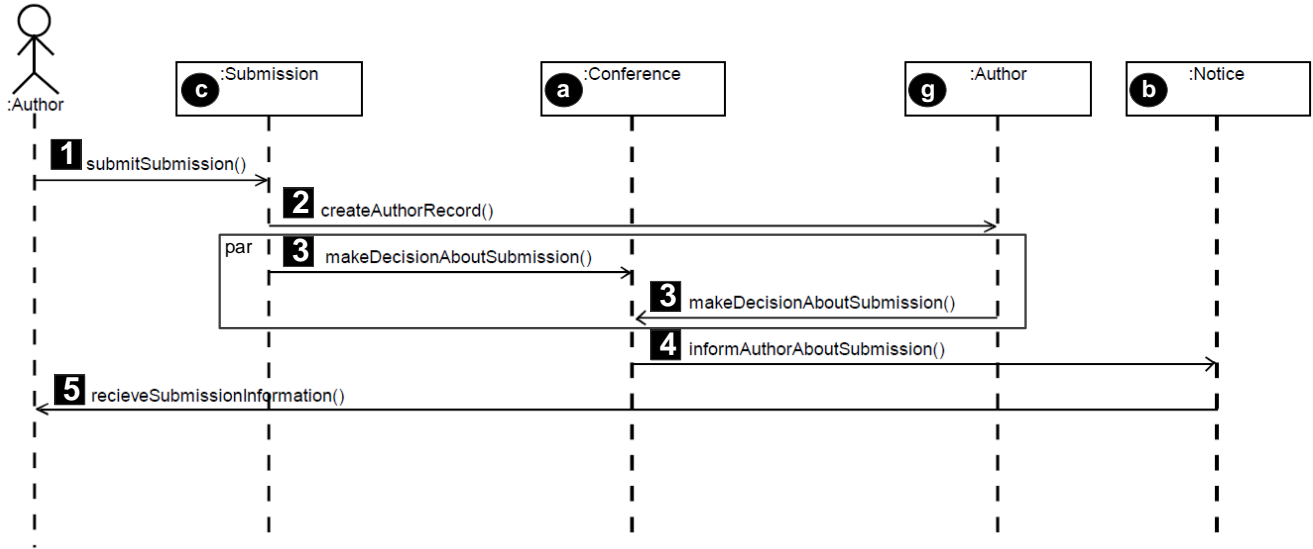 :Author
c :Submission
a :Conference
g :Author
b :Notice
1 submitSubmission()
2 createAuthorRecord()
par
3 makeDecisionAboutSubmission()
3 makeDecisionAboutSubmission()
4 informAuthorAboutSubmission()
5 recieveSubmissionInformation()